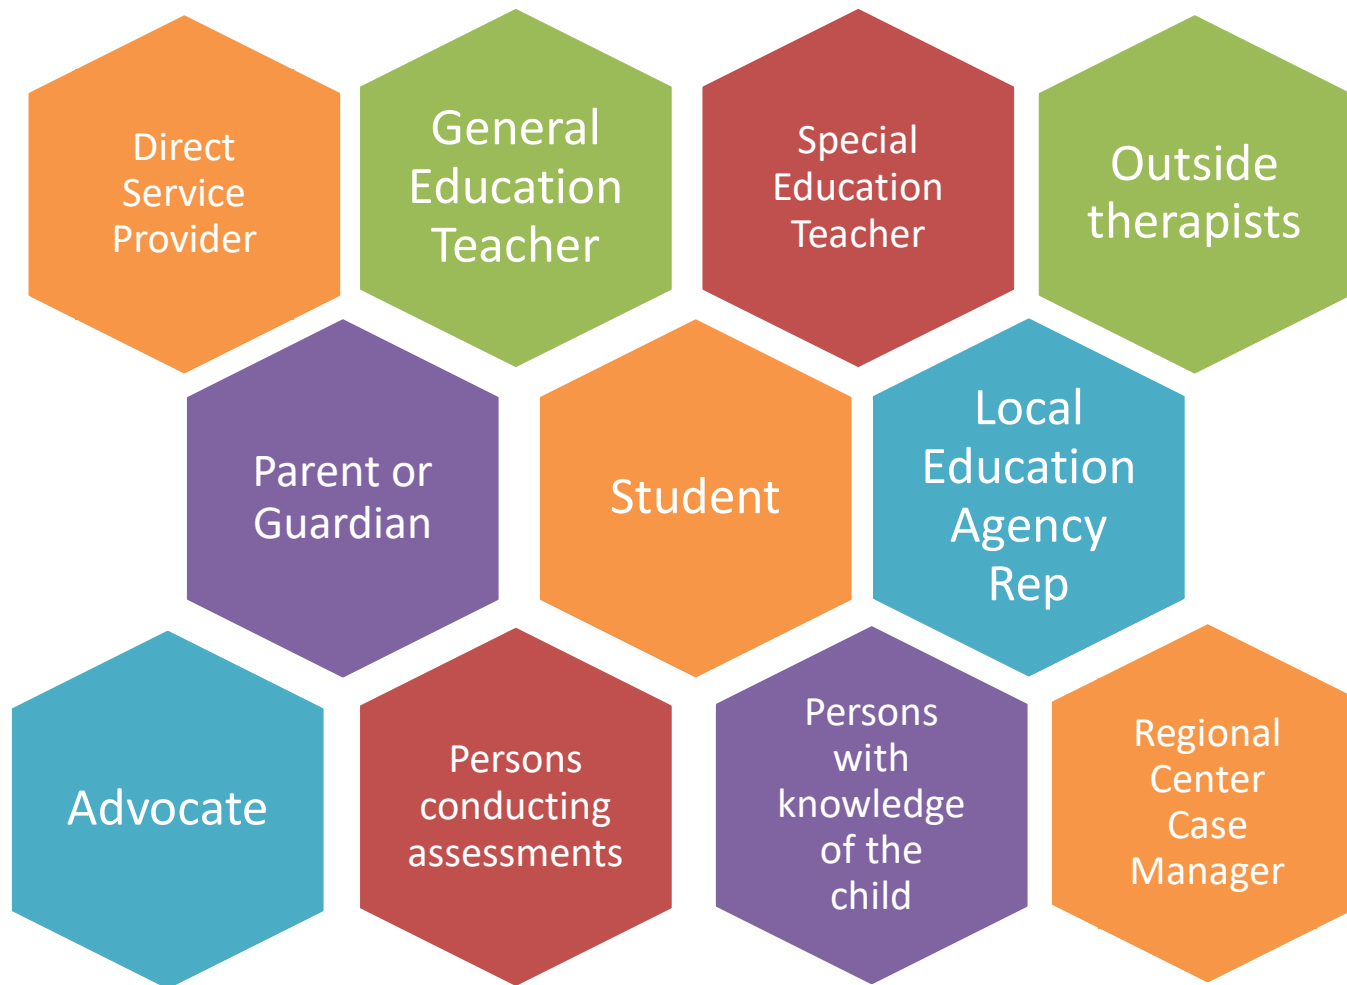 Direct
Service
Provider
General
Education
Teacher
Special
Education
Teacher
Outside
therapists
Parent or
Guardian
Student
Local
Education
Agency
Rep
Advocate
Persons
conducting
assessments
Persons
with
knowledge
of the
child
Regional
Center
Case
Manager